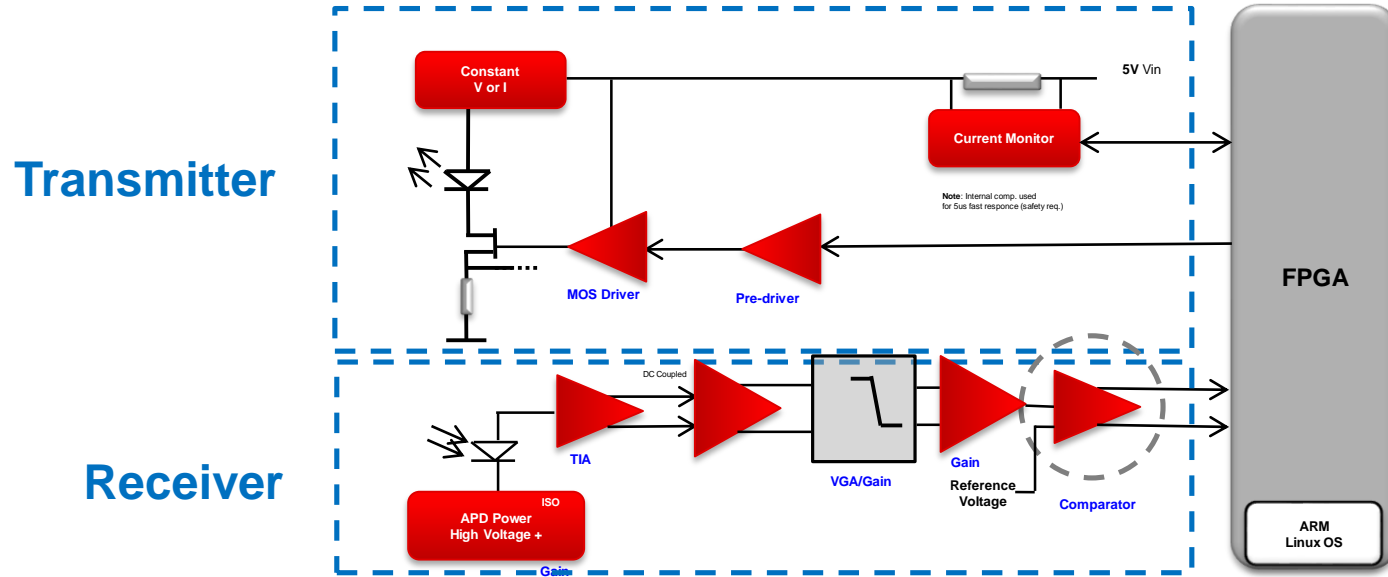 Constant
V or I
5V Vin
Current Monitor
Transmitter
Note: Internal comp. used
for 5us fast responce (safety req.)
MOS Driver
Pre-driver
FPGA
DC Coupled
TIA
VGA/Gain
Gain
Reference
Voltage
Comparator
Receiver
ISO
APD Power
High Voltage +
Gain
ARM
Linux OS